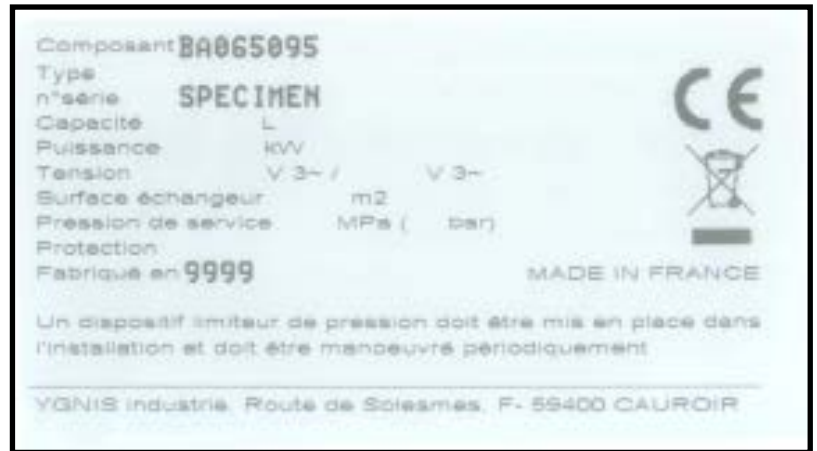 Composant BA065095
Type
n°série SPECIMEN
Capacité L
Puissance kW
Tension V 3~ / V 3~
Surface échangeur m2
Pression de service MPa ( bar)
Protection
Fabriqué en 9999
MADE IN FRANCE
CE
Un dispositif limiteur de pression doit être mis en place dans
l'installation et doit être manoeuvré périodiquement
YGNIS Industrie, Route de Solesmes, F- 59400 CAUROIR